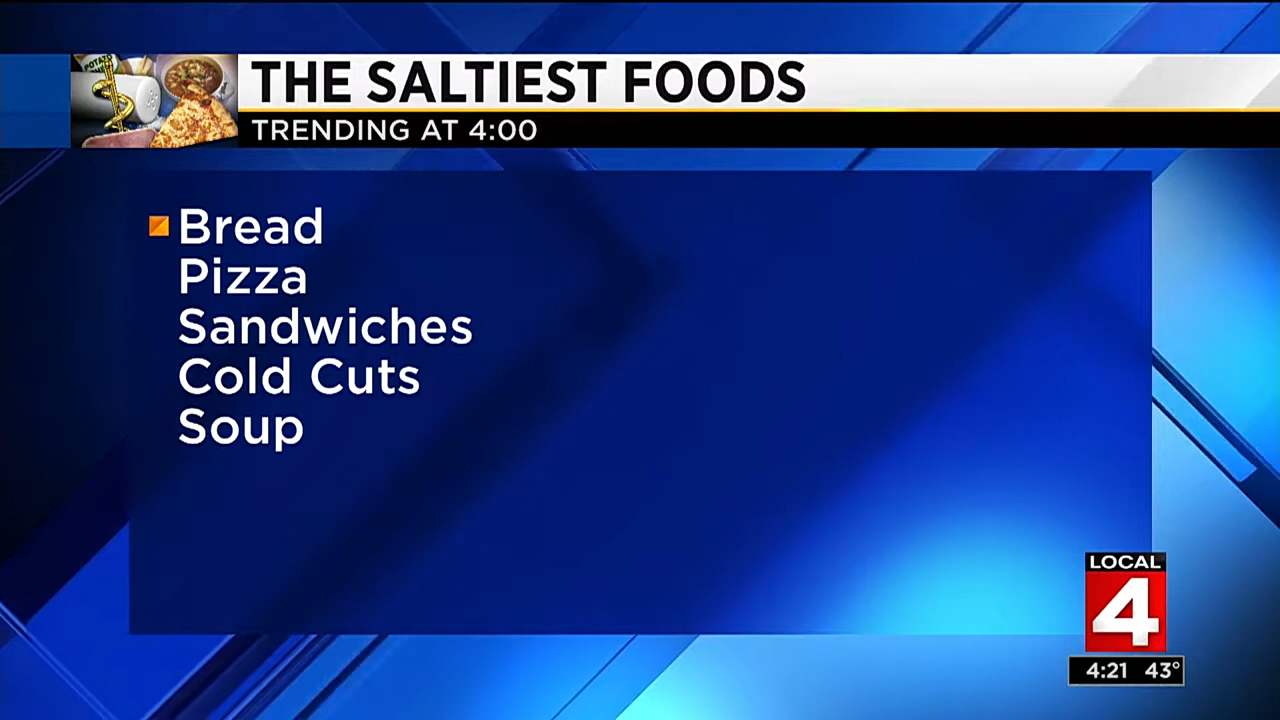 THE SALTIEST FOODS
TRENDING AT 4:00
Bread
Pizza
Sandwiches
Cold Cuts
Soup
LOCAL
4
4:21 43°